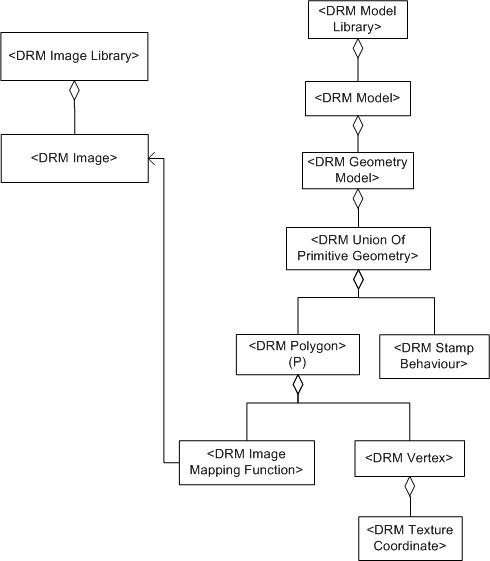 <DRM Model
Library>
<DRM Image Library>
<DRM Model>
<DRM Image>
<DRM Geometry
Model>
<DRM Union Of
Primitive Geometry>
<DRM Polygon>
(P)
<DRM Stamp
Behaviour>
<DRM Image
Mapping Function>
<DRM Vertex>
<DRM Texture
Coordinate>